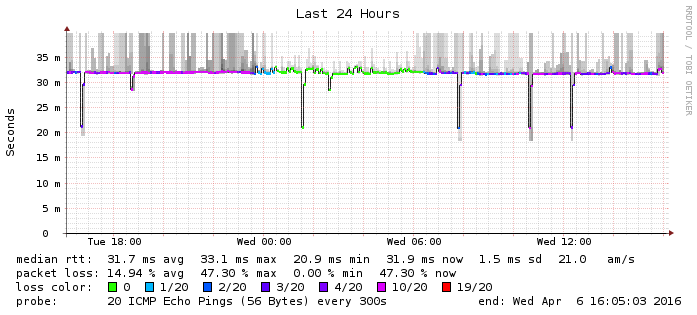 Last 24 Hours
RRDTOOL / TOBI OETIKER
Seconds
35 m
30 m
25 m
20 m
15 m
10 m
5 m
0
Tue 18:00 Wed 00:00 Wed 06:00 Wed 12:00
median rtt: 31.7 ms avg 33.1 ms max 20.9 ms min 31.9 ms now 1.5 ms sd 21.0 am/s
packet loss: 14.94 % avg 47.30 % max 0.00 % min 47.30 % now
loss color: 0 1/20 2/20 3/20 4/20 10/20 19/20
probe: 20 ICMP Echo Pings (56 Bytes) every 300s end: Wed Apr 6 16:05:03 2016